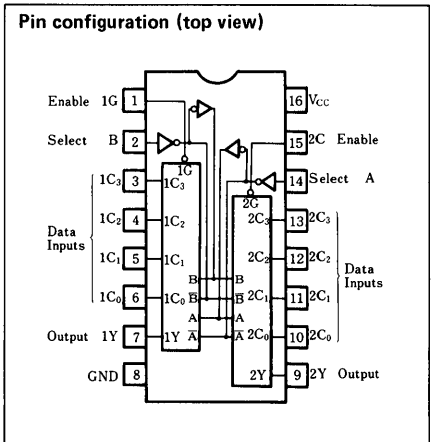 Pin configuration (top view)
Enable 1G 1
16 VCC
Select B 2
15 2C Enable
1G
14 Select A
1C3 3 1C3
2G
2C3 13 2C3
1C2 4 1C2
2C2 12 2C2
Data
Inputs
1C1 5 1C1
Data
Inputs
B B
2C1 11 2C1
1C0 6 1C0
B̅ B̅
A A
2C0 10 2C0
Output 1Y 7 1Y
A̅ A̅
GND 8
2Y 9 2Y Output